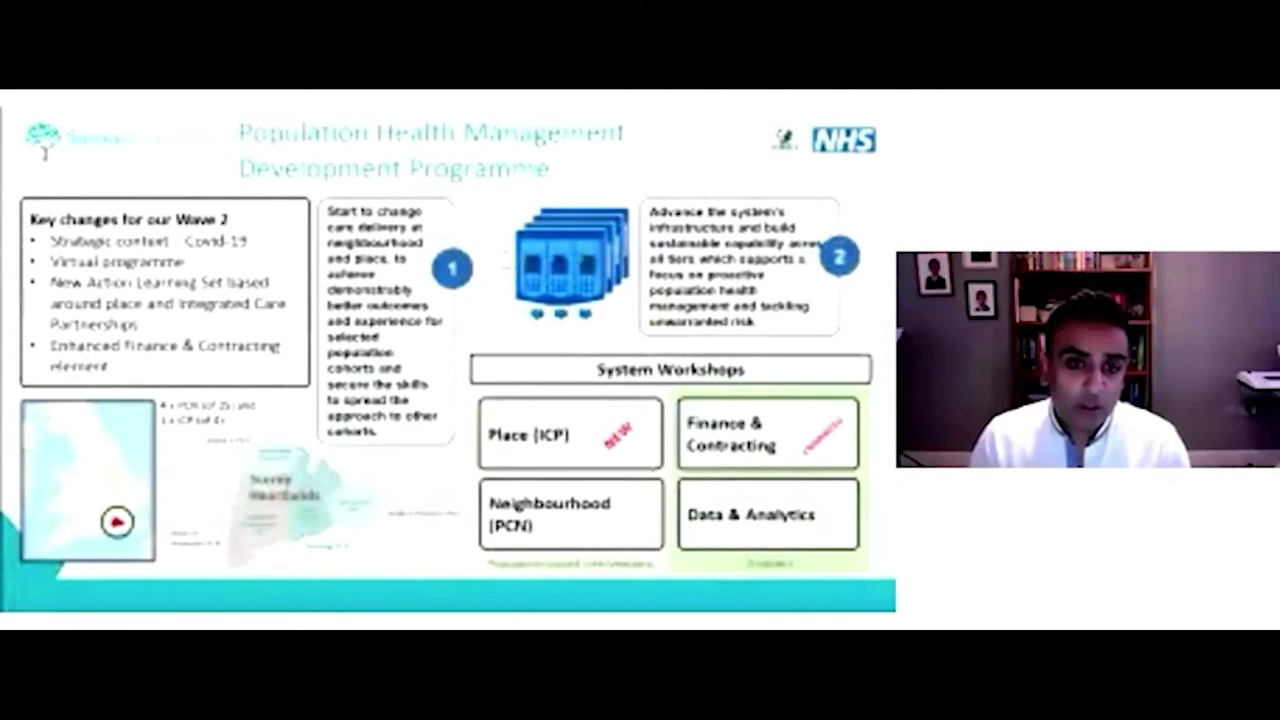 Population Health Management
Development Programme
NHS
Key changes for our Wave 2
• Strategic context – Covid-19
• Virtual programme
• New Action Learning Set based
around place and Integrated Care
Partnerships
• Enhanced Finance & Contracting
element
Start to change
care delivery at
neighbourhood
and place, to
achieve
demonstrably
better outcomes
and experience for
selected
population
cohorts and
secure the skills
to spread the
approach to other
cohorts.
1
Advance the system's
infrastructure and build
sustainable capability across
all tiers which supports a
focus on proactive
population health
management and tackling
unwarranted risk
2
System Workshops
Place (ICP)
NEW
Finance &
Contracting
Neighbourhood
(PCN)
Data & Analytics
Surrey
Heartlands